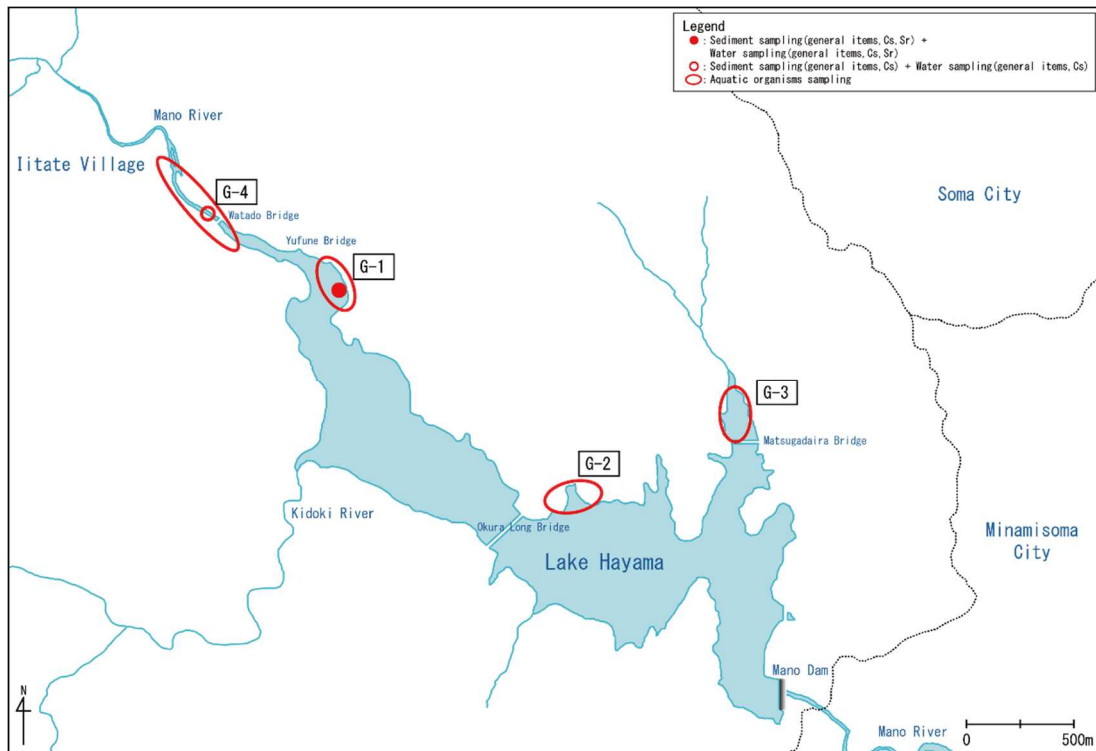 Legend
: Sediment sampling(general items,Cs,Sr) +
Water sampling(general items,Cs,Sr)
: Sediment sampling(general items,Cs) + Water sampling(general items,Cs)
: Aquatic organisms sampling
Mano River
Iitate Village
G-4
Watado Bridge
Yufune Bridge
G-1
Soma City
G-3
Matsugadaira Bridge
G-2
Kidoki River
Okura Long Bridge
Lake Hayama
Minamisoma
City
Mano Dam
Mano River
N
0
500m